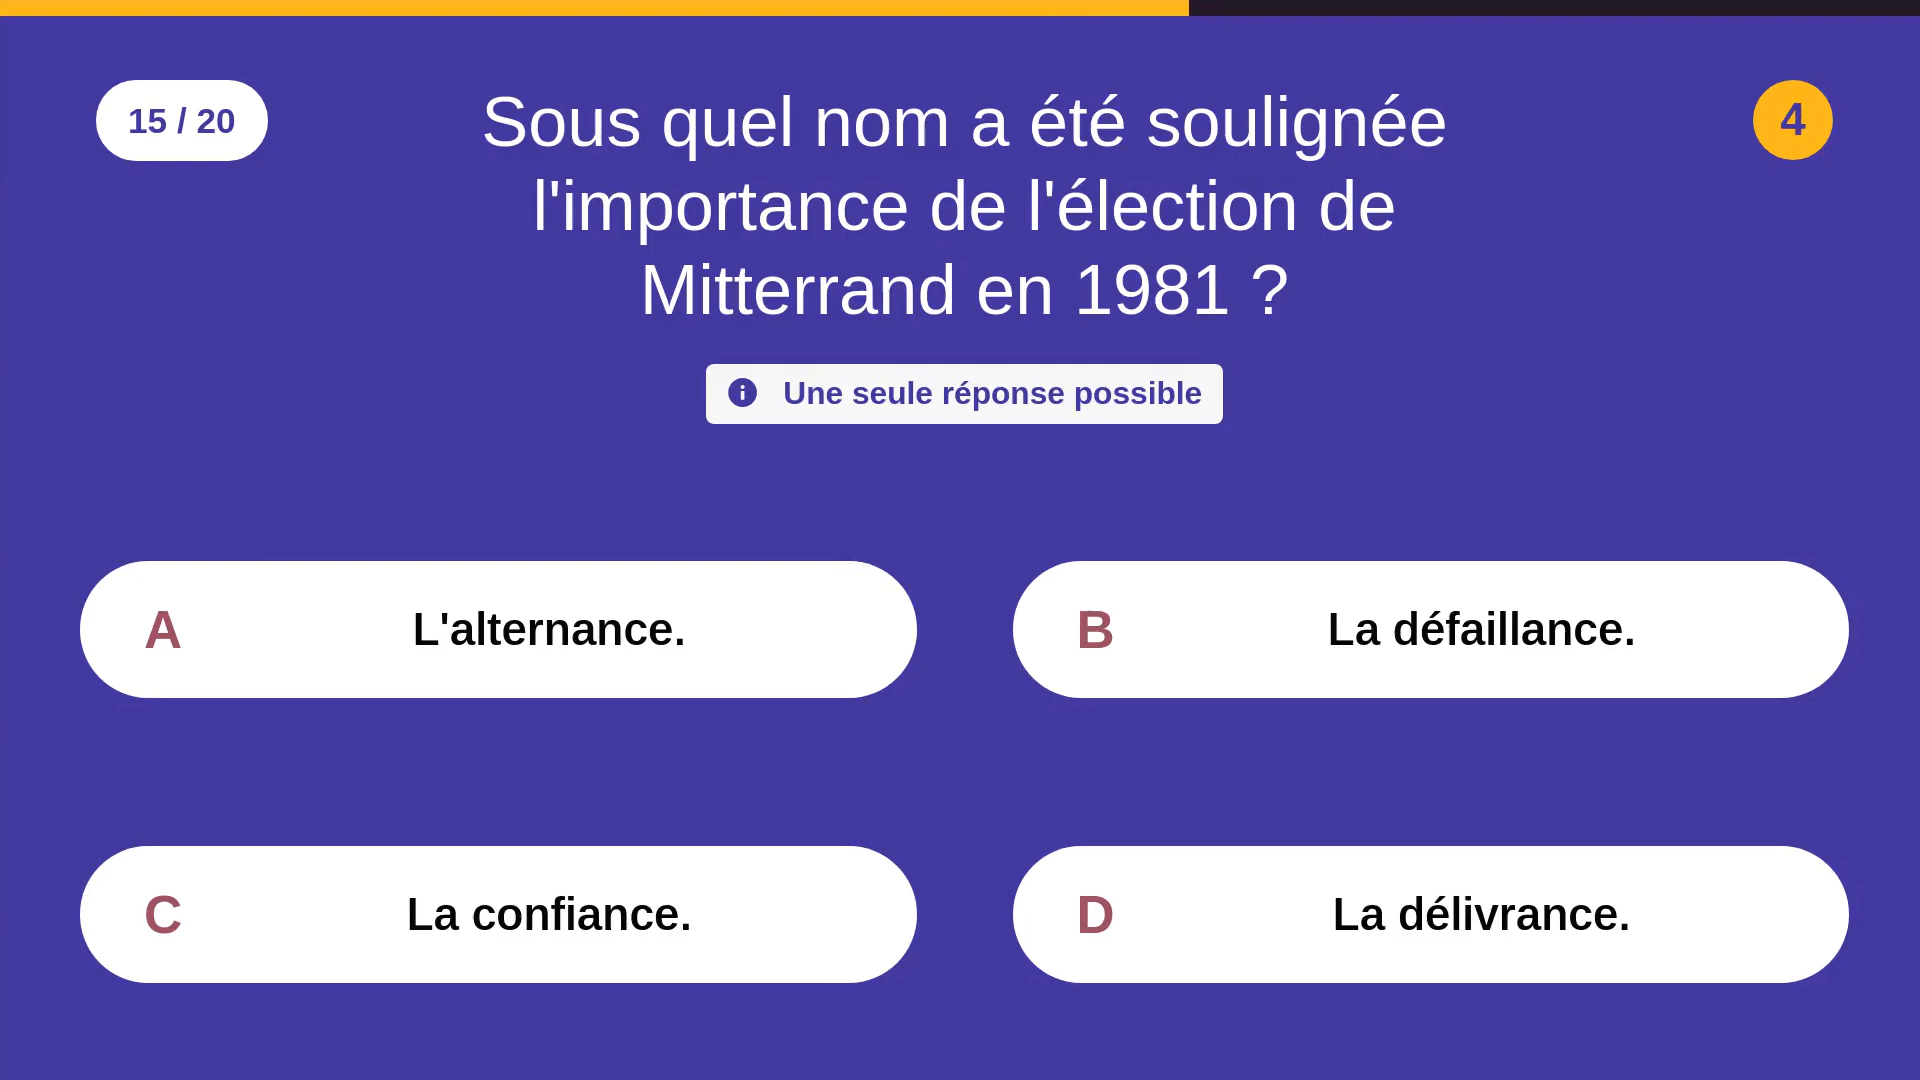 15 / 20
Sous quel nom a été soulignée
l'importance de l'élection de
Mitterrand en 1981 ?
4
Une seule réponse possible
A L'alternance.
B La défaillance.
C La confiance.
D La délivrance.